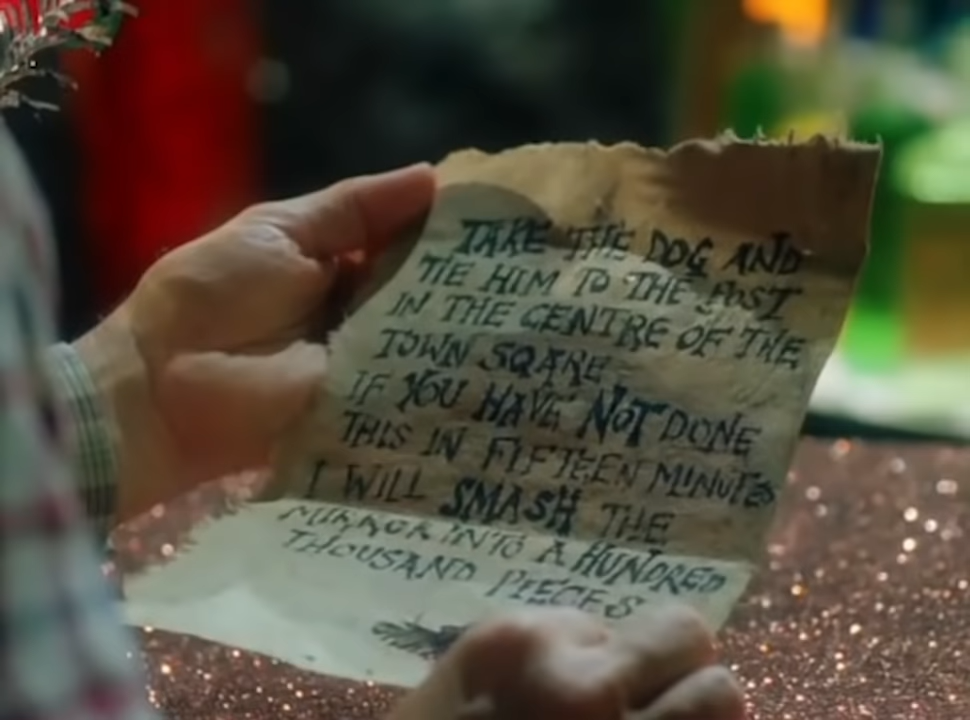 TAKE THE DOG AND
TIE HIM TO THE POST
IN THE CENTRE OF THE
TOWN SQARE
IF YOU HAVE NOT DONE
THIS IN FIFTEEN MINUTES
I WILL SMASH THE
MIRROR INTO A HUNDRED
THOUSAND PIECES